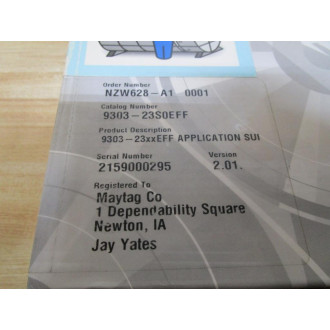 Order Number
NZW628-A1 0001
Catalog Number
9303-23S0EFF
Product Description
9303-23xxEFF APPLICATION SUI
Serial Number Version
2159000295 2.01.
Registered To
Maytag Co
1 Dependability Square
Newton, IA
Jay Yates